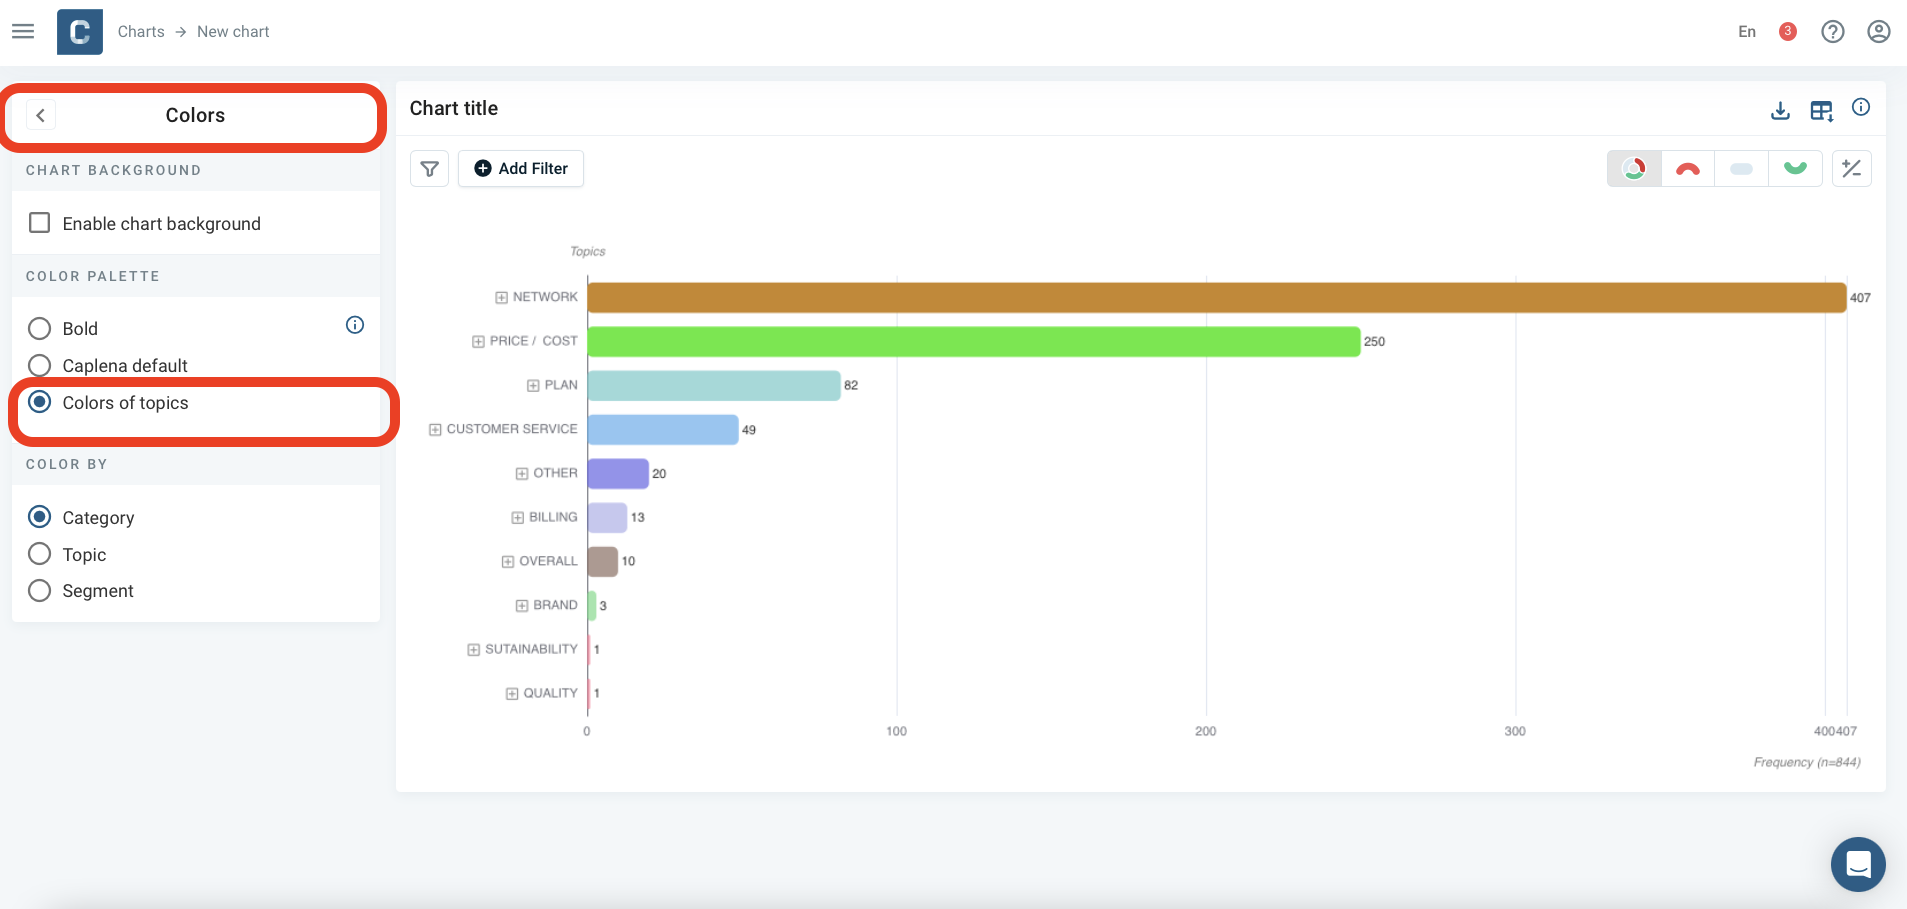 C
Charts → New chart
En
3
Colors
CHART BACKGROUND
Enable chart background
COLOR PALETTE
Bold
Caplena default
Colors of topics
COLOR BY
Category
Topic
Segment
Chart title
Add Filter
Topics
NETWORK 407
PRICE / COST 250
PLAN 82
CUSTOMER SERVICE 49
OTHER 20
BILLING 13
OVERALL 10
BRAND 3
SUTAINABILITY 1
QUALITY 1
0 100 200 300 400407
Frequency (n=844)